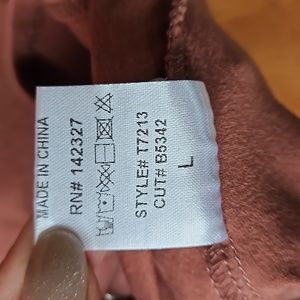 MADE IN CHINA
RN# 142327
STYLE# T7213
CUT# B5342
L